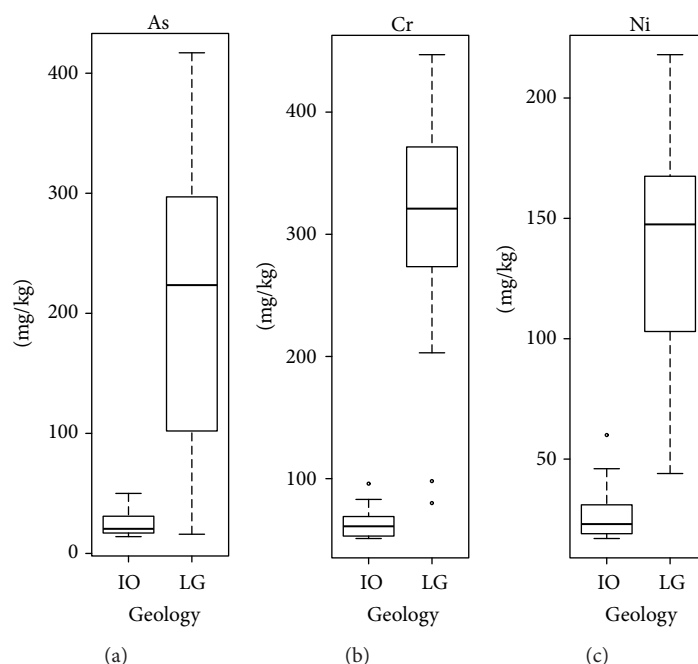 As
(mg/kg)
400
300
200
100
0
IO LG
Geology
(a)
Cr
(mg/kg)
400
300
200
100
IO LG
Geology
(b)
Ni
(mg/kg)
200
150
100
50
IO LG
Geology
(c)